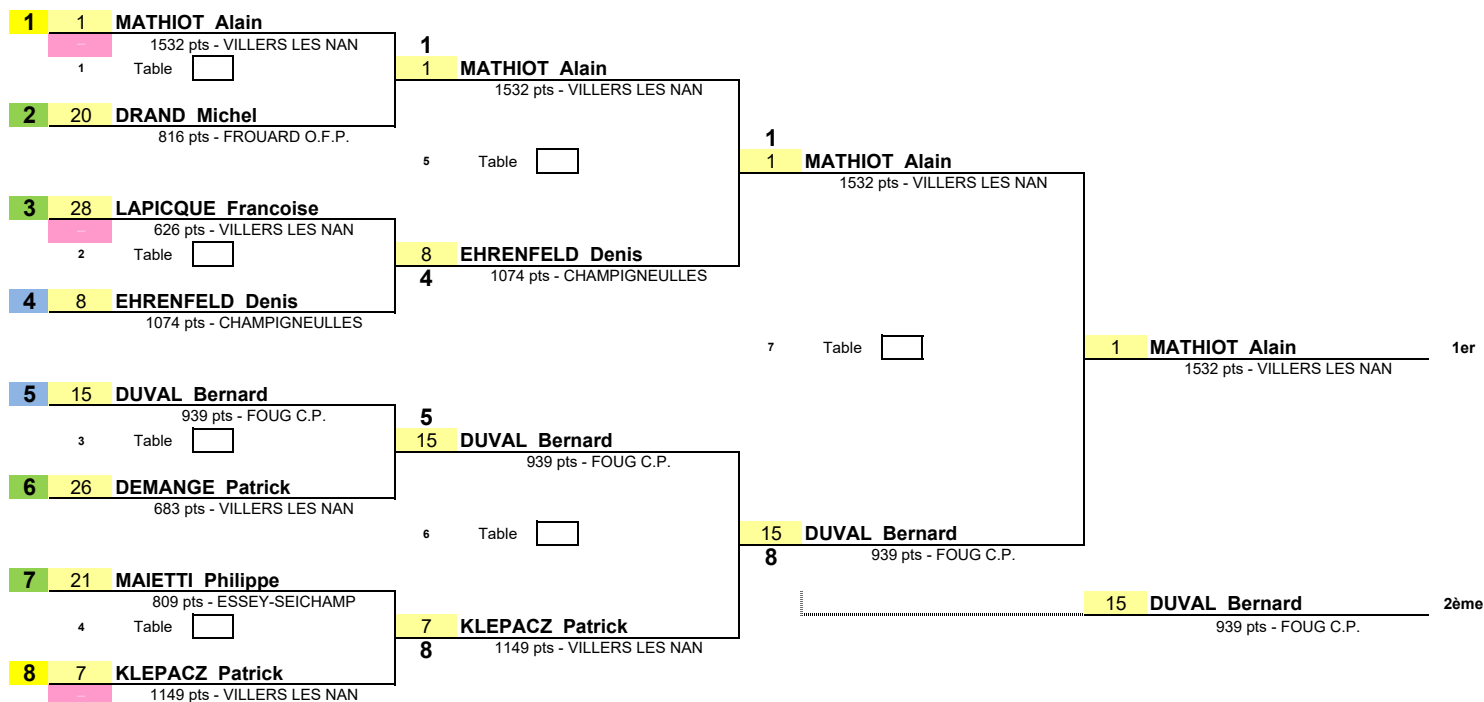 1 1 MATHIOT Alain
1532 pts - VILLERS LES NAN
1
1 Table
1 MATHIOT Alain
1532 pts - VILLERS LES NAN
2 20 DRAND Michel
816 pts - FROUARD O.F.P.
1
5 Table
1 MATHIOT Alain
1532 pts - VILLERS LES NAN
3 28 LAPICQUE Francoise
626 pts - VILLERS LES NAN
2 Table
8 EHRENFELD Denis
4 1074 pts - CHAMPIGNEULLES
4 8 EHRENFELD Denis
1074 pts - CHAMPIGNEULLES
7 Table
1 MATHIOT Alain 1er
1532 pts - VILLERS LES NAN
5 15 DUVAL Bernard
939 pts - FOUG C.P.
5
3 Table
15 DUVAL Bernard
939 pts - FOUG C.P.
6 26 DEMANGE Patrick
683 pts - VILLERS LES NAN
6 Table
15 DUVAL Bernard
8 939 pts - FOUG C.P.
7 21 MAIETTI Philippe
809 pts - ESSEY-SEICHAMP
15 DUVAL Bernard 2ème
939 pts - FOUG C.P.
4 Table
7 KLEPACZ Patrick
8 1149 pts - VILLERS LES NAN
8 7 KLEPACZ Patrick
1149 pts - VILLERS LES NAN